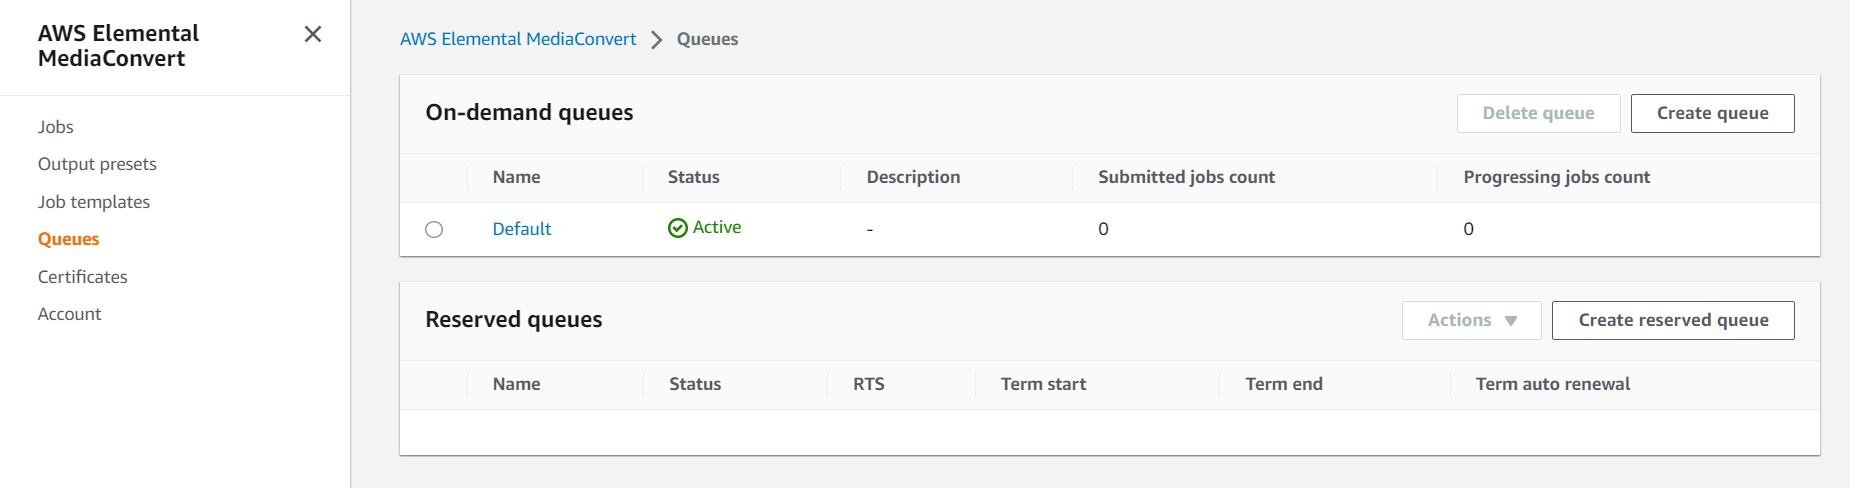 AWS Elemental
MediaConvert
Jobs
Output presets
Job templates
Queues
Certificates
Account
AWS Elemental MediaConvert Queues
On-demand queues Delete queue Create queue
Name Status Description Submitted jobs count Progressing jobs count
Default Active - 0 0
Reserved queues Actions Create reserved queue
Name Status RTS Term start Term end Term auto renewal